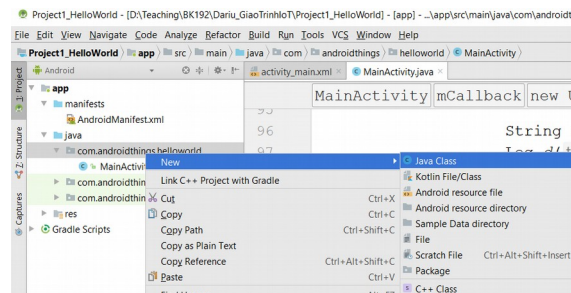 Project1_HelloWorld - [D:\Teaching\BK192\Dariu_GiaoTrinhIoT\Project1_HelloWorld] - [app] - ...\app\src\main\java\com\androidt
File Edit View Navigate Code Analyze Refactor Build Run Tools VCS Window Help
Project1_HelloWorld app src main java com androidthings helloworld MainActivity
Android
activity_main.xml MainActivity.java
1: Project
Z: Structure
Captures
app
manifests
AndroidManifest.xml
java
com.androidthings.helloworld
MainActivi
com.androidthin
com.androidthin
res
Gradle Scripts
MainActivity mCallback new
95
96 String
97 Log.d(
New
Link C++ Project with Gradle
Cut Ctrl+X
Copy Ctrl+C
Copy Path Ctrl+Shift+C
Copy as Plain Text
Copy Reference Ctrl+Alt+Shift+C
Paste Ctrl+V
Java Class
Kotlin File/Class
Android resource file
Android resource directory
Sample Data directory
File
Scratch File Ctrl+Alt+Shift+Insert
Package
C++ Class